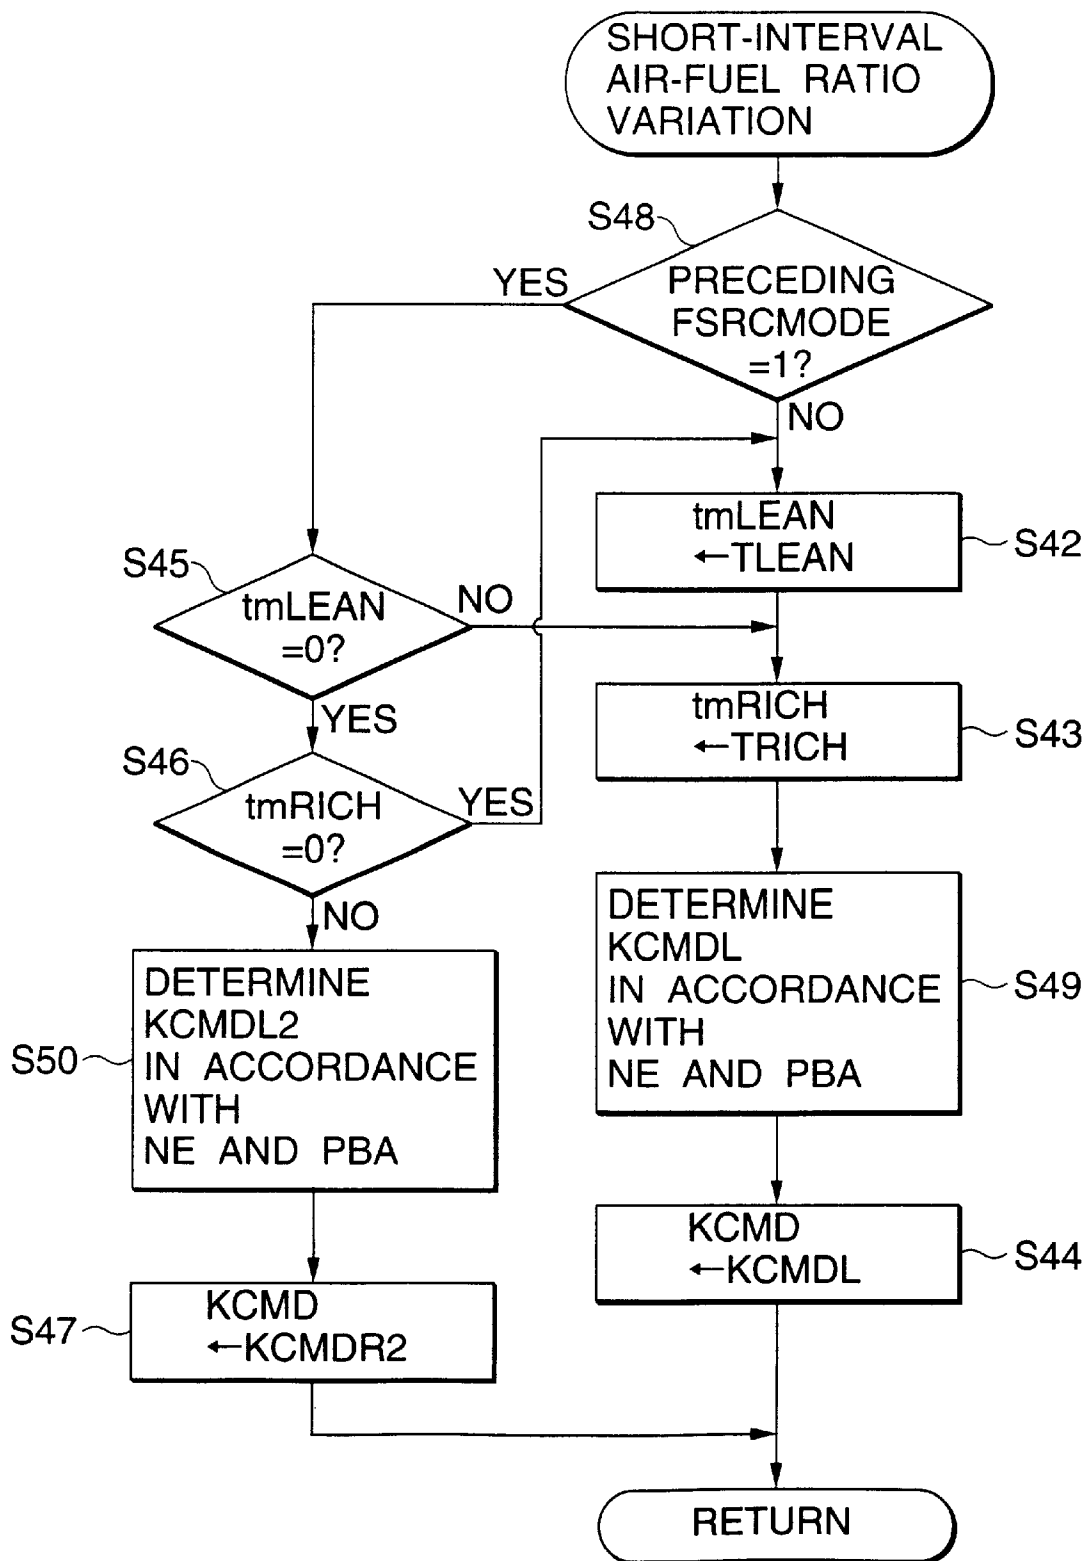 SHORT-INTERVAL
AIR-FUEL RATIO
VARIATION
S48
YES
PRECEDING
FSRCMODE
=1?
NO
tmLEAN
←TLEAN
S42
S45
tmLEAN
=0?
NO
YES
tmRICH
←TRICH
S43
S46
tmRICH
=0?
YES
NO
DETERMINE
KCMDL
IN ACCORDANCE
WITH
NE AND PBA
S49
S50
DETERMINE
KCMDL2
IN ACCORDANCE
WITH
NE AND PBA
KCMD
←KCMDL
S44
S47
KCMD
←KCMDR2
RETURN